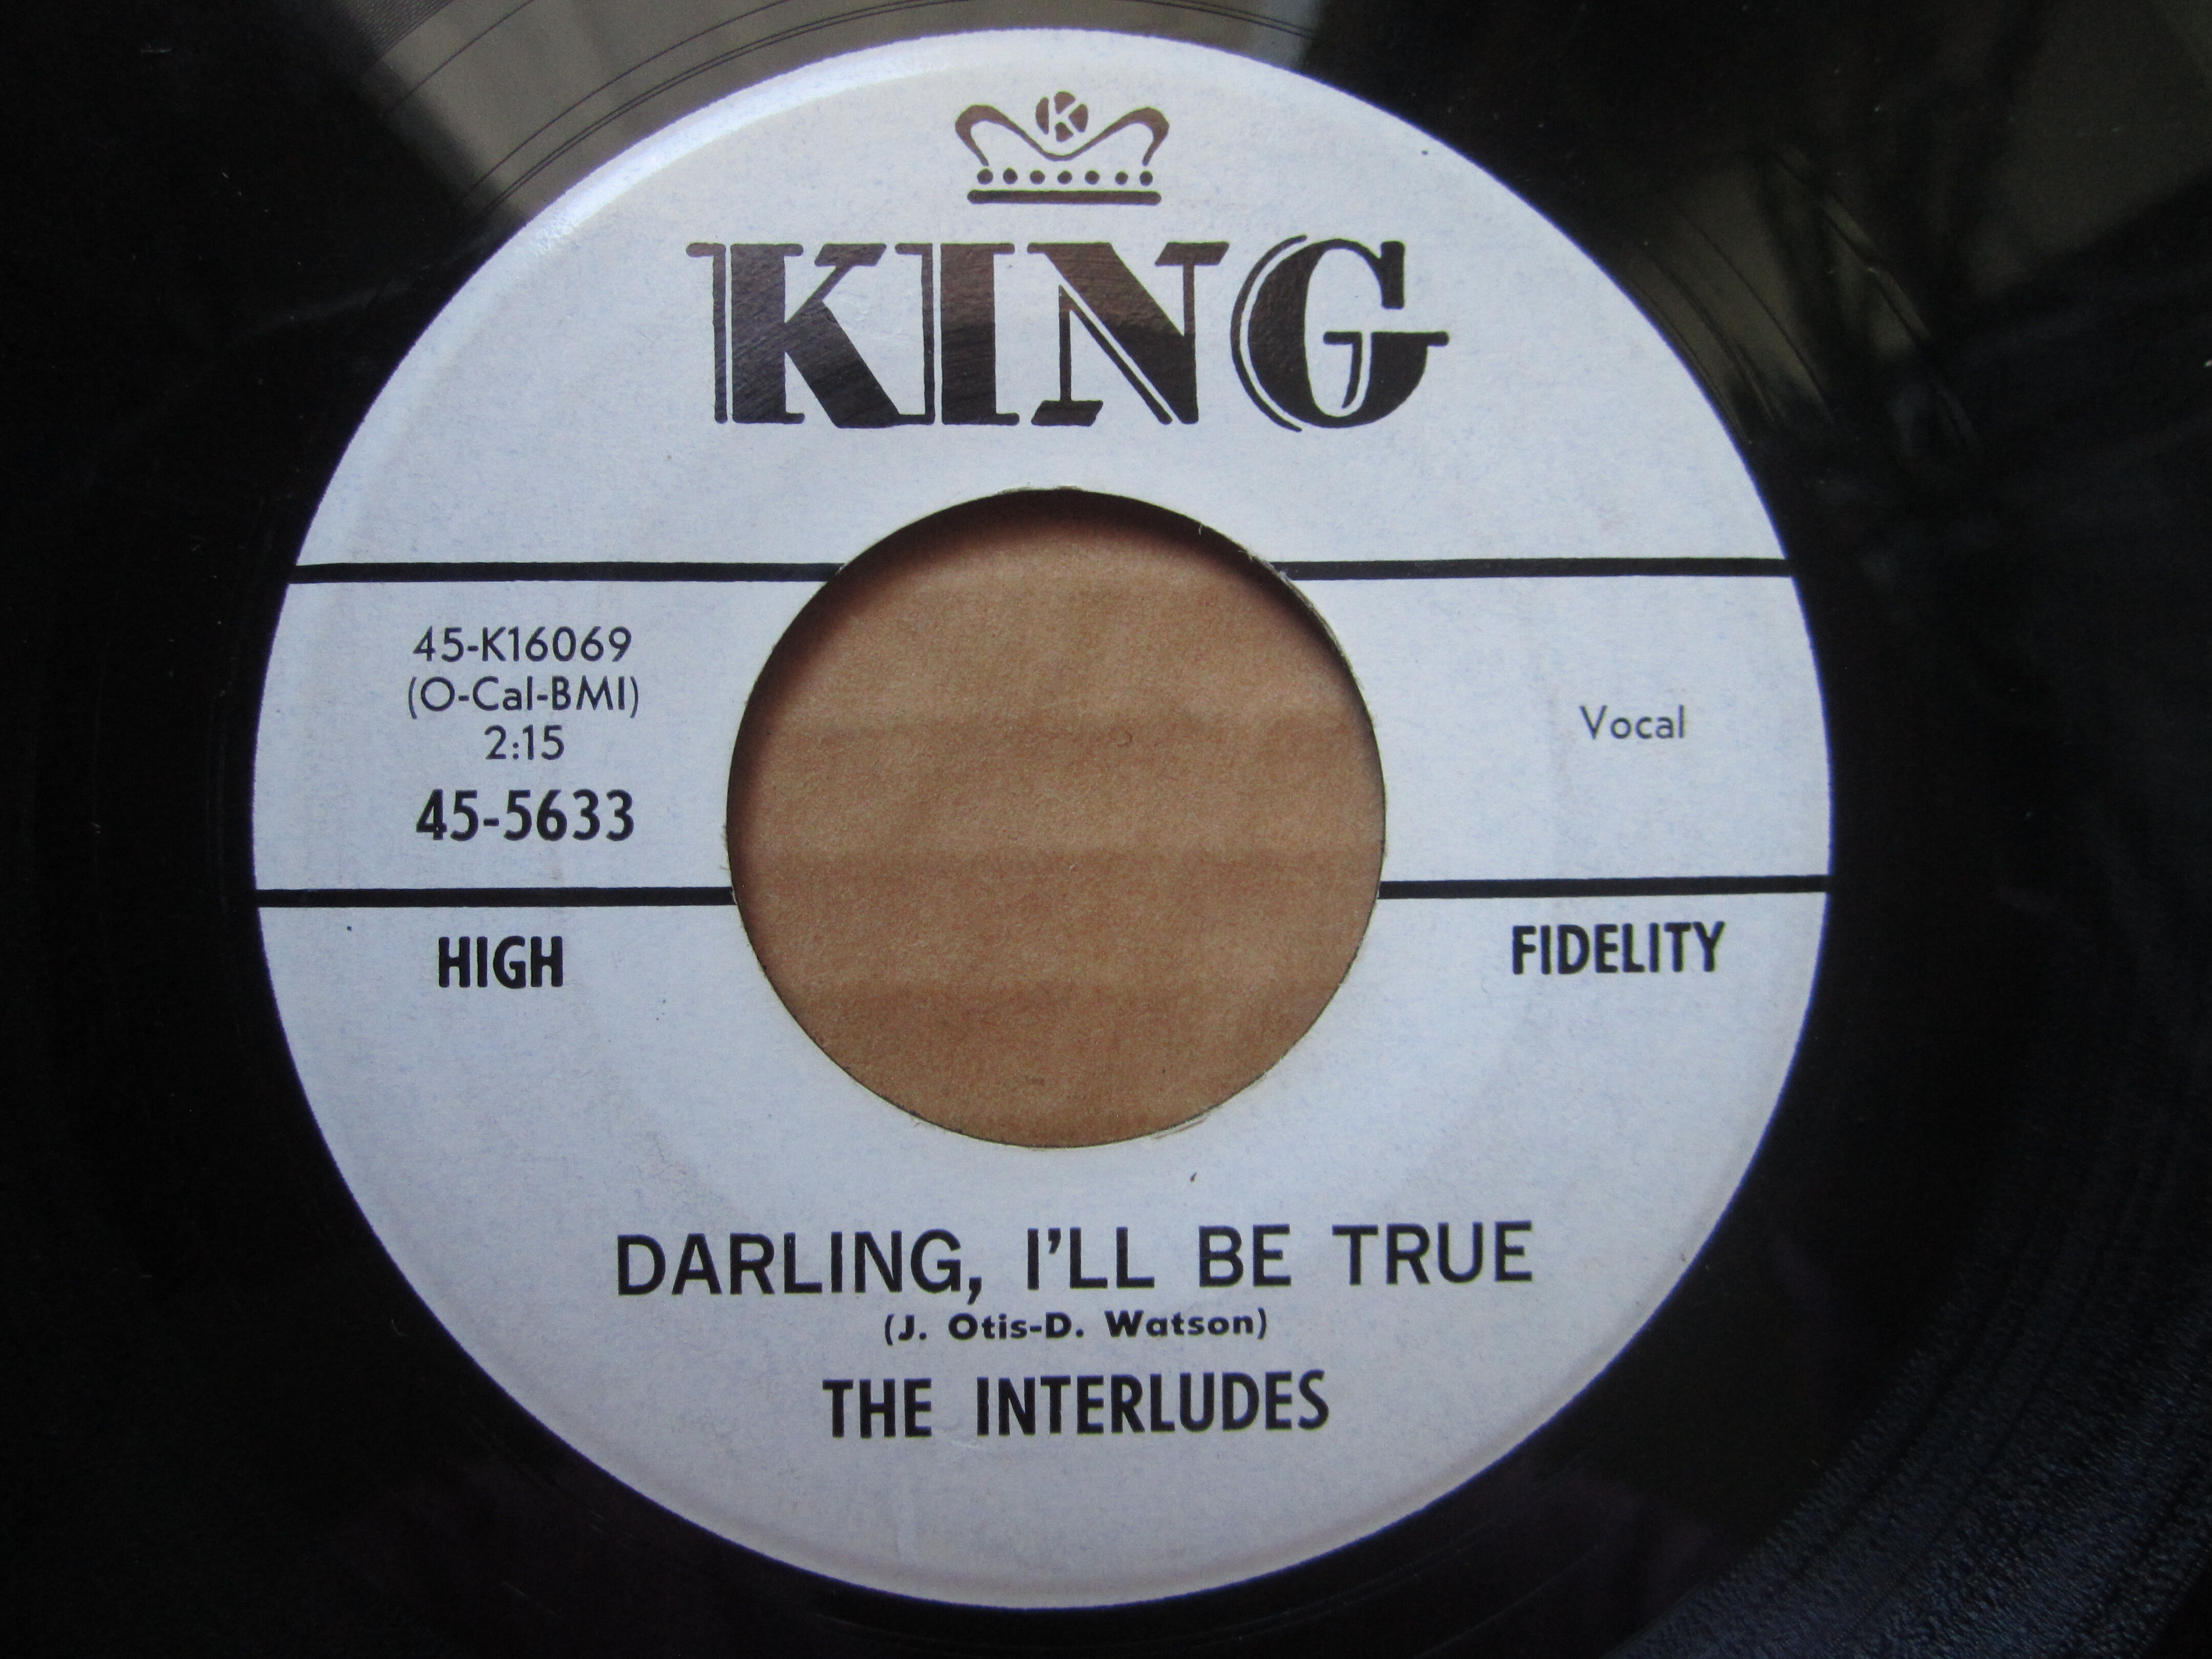 K
KING
45-K16069
(O-Cal-BMI)
2:15
45-5633
Vocal
HIGH
FIDELITY
DARLING, I'LL BE TRUE
(J. Otis-D. Watson)
THE INTERLUDES